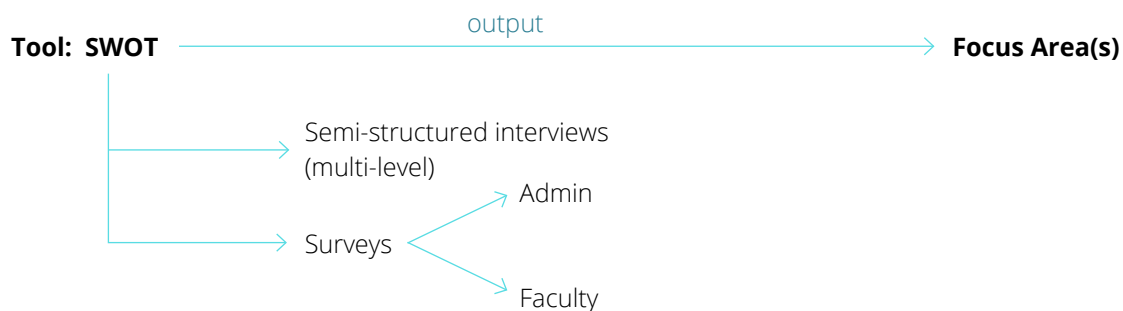 output
Tool: SWOT
Focus Area(s)
Semi-structured interviews
(multi-level)
Admin
Surveys
Faculty